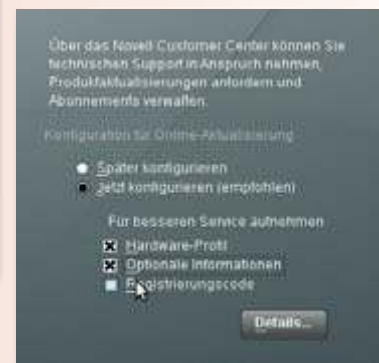 Über das Novell Customer Center können Sie
technischen Support in Anspruch nehmen,
Produktaktualisierungen anfordern und
Abonnements verwalten.
Konfiguration für Online-Aktualisierung
Später konfigurieren
Jetzt konfigurieren (empfohlen)
Für besseren Service aufnehmen
Hardware-Profil
Optionale Informationen
Registrierungscode
Details...